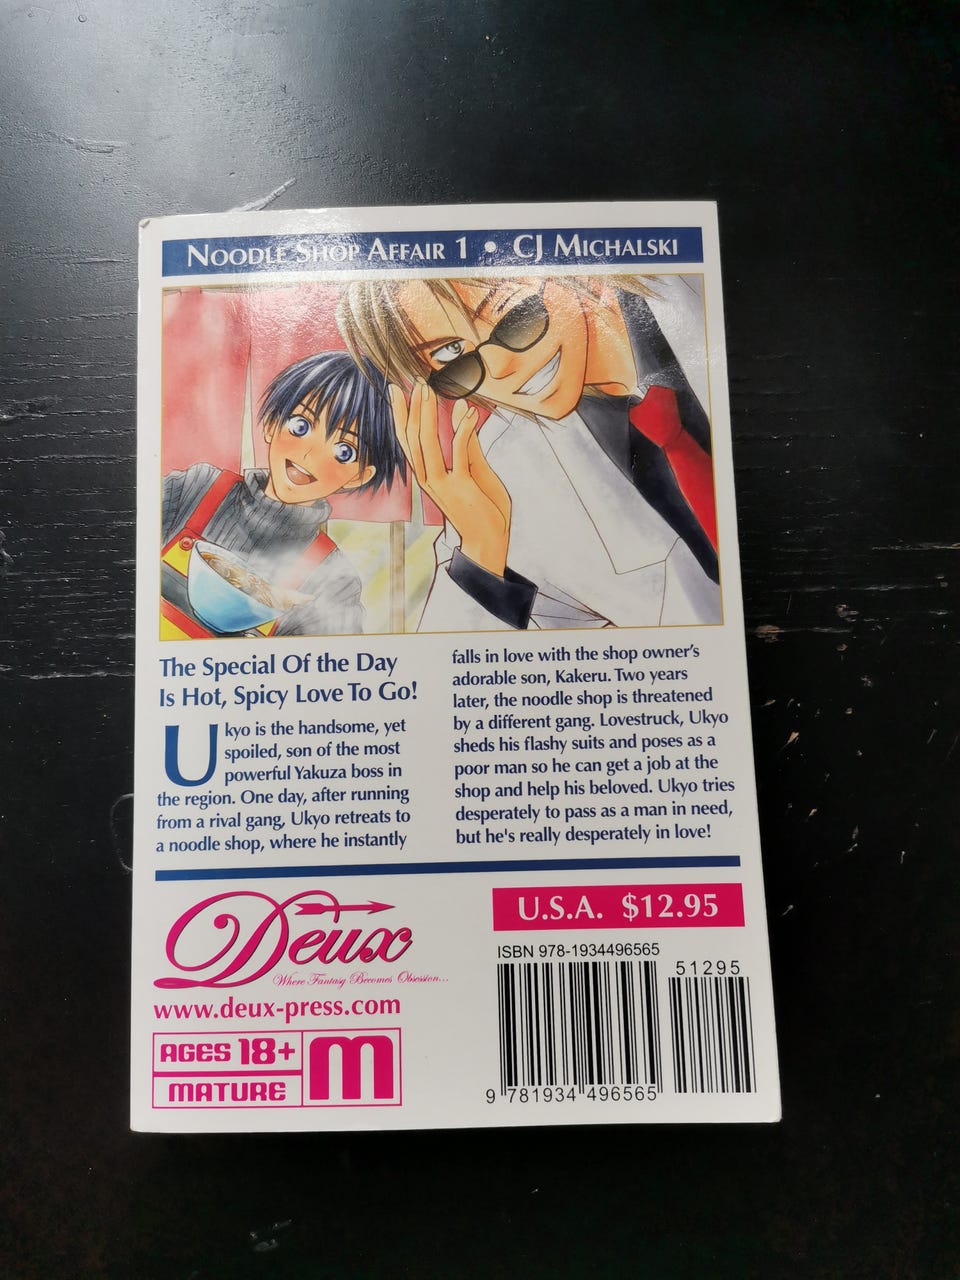 NOODLE SHOP AFFAIR 1 • CJ MICHALSKI
The Special Of the Day
Is Hot, Spicy Love To Go!
Ukyo is the handsome, yet
spoiled, son of the most
powerful Yakuza boss in
the region. One day, after running
from a rival gang, Ukyo retreats to
a noodle shop, where he instantly
falls in love with the shop owner's
adorable son, Kakeru. Two years
later, the noodle shop is threatened
by a different gang. Lovestruck, Ukyo
sheds his flashy suits and poses as a
poor man so he can get a job at the
shop and help his beloved. Ukyo tries
desperately to pass as a man in need,
but he's really desperately in love!
Deux
Where Fantasy Becomes Obsession...
www.deux-press.com
AGES 18+
MATURE
M
U.S.A. $12.95
ISBN 978-1934496565
51295
9 781934 496565